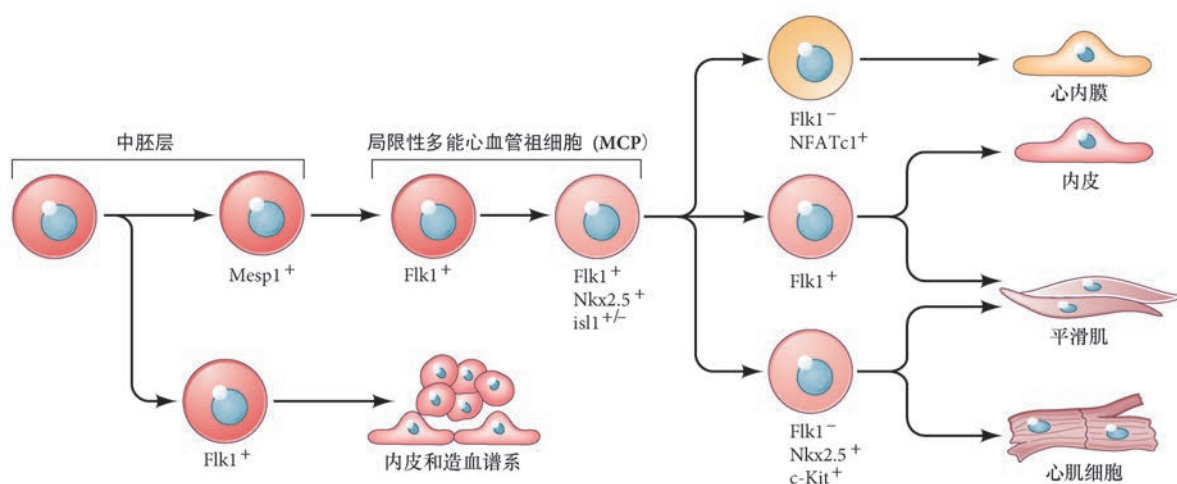 中胚层
局限性多能心血管祖细胞 (MCP)
Mesp1⁺
Flk1⁺
Flk1⁺
Nkx2.5⁺
isl1⁺/⁻
Flk1⁻
NFATc1⁺
心内膜
内皮
Flk1⁺
平滑肌
Flk1⁻
Nkx2.5⁺
c-Kit⁺
心肌细胞
Flk1⁺
内皮和造血谱系